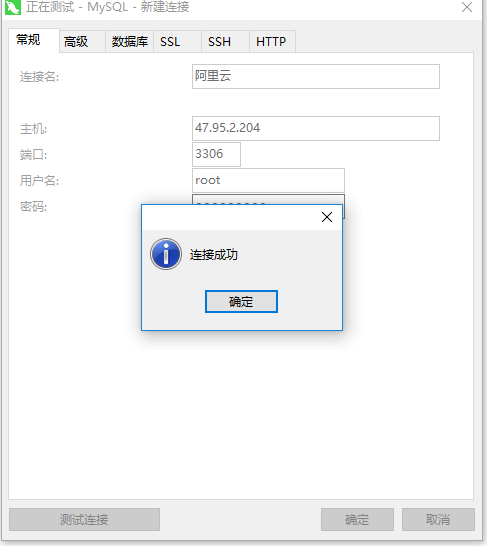 正在测试 - MySQL - 新建连接
常规 高级 数据库 SSL SSH HTTP
连接名: 阿里云
主机: 47.95.2.204
端口: 3306
用户名: root
密码:
连接成功
确定
测试连接 确定 取消